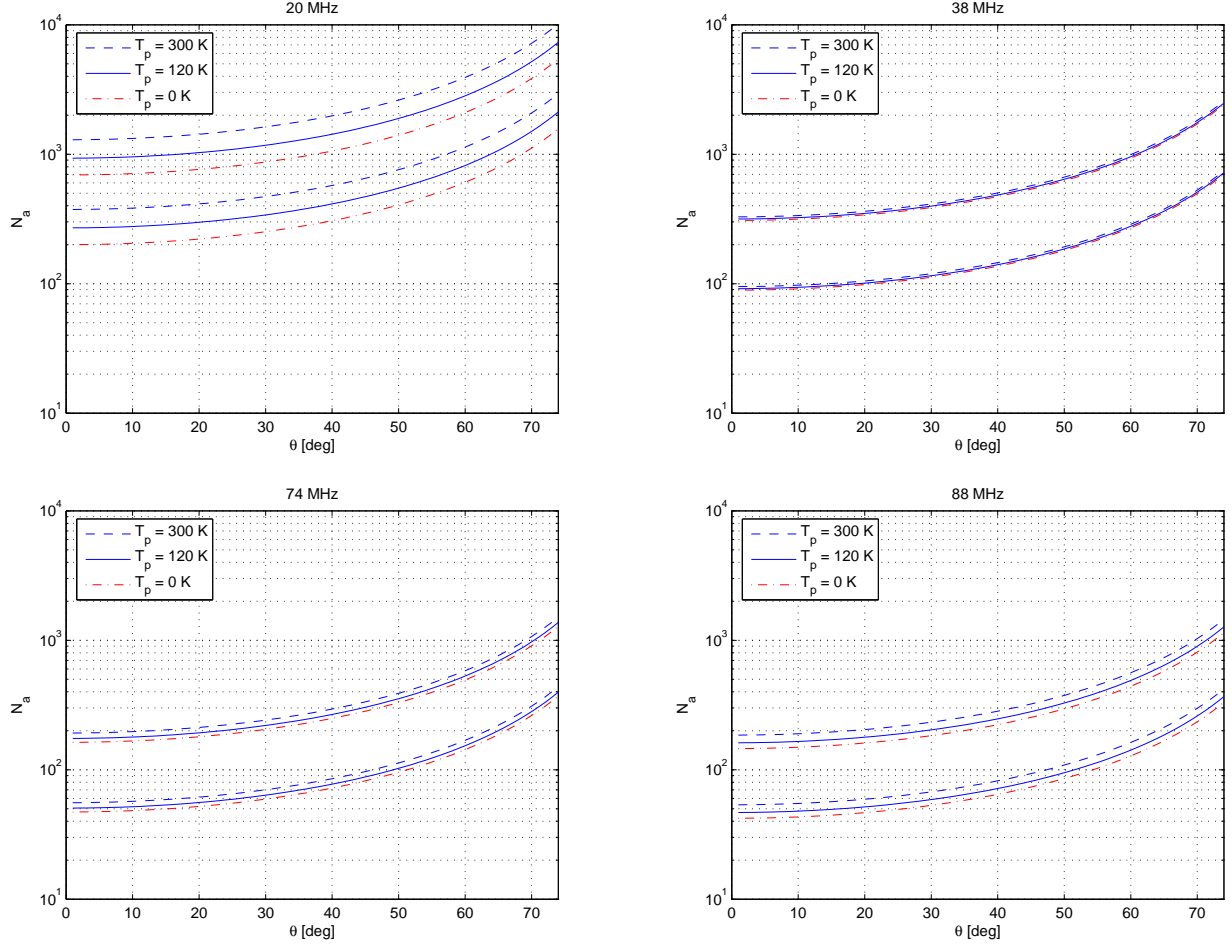 20 MHz
10^4
10^3
10^2
10^1
N_a
T_p = 300 K
T_p = 120 K
T_p = 0 K
0 10 20 30 40 50 60 70
θ [deg]
38 MHz
10^4
10^3
10^2
10^1
N_a
T_p = 300 K
T_p = 120 K
T_p = 0 K
0 10 20 30 40 50 60 70
θ [deg]
74 MHz
10^4
10^3
10^2
10^1
N_a
T_p = 300 K
T_p = 120 K
T_p = 0 K
0 10 20 30 40 50 60 70
θ [deg]
88 MHz
10^4
10^3
10^2
10^1
N_a
T_p = 300 K
T_p = 120 K
T_p = 0 K
0 10 20 30 40 50 60 70
θ [deg]